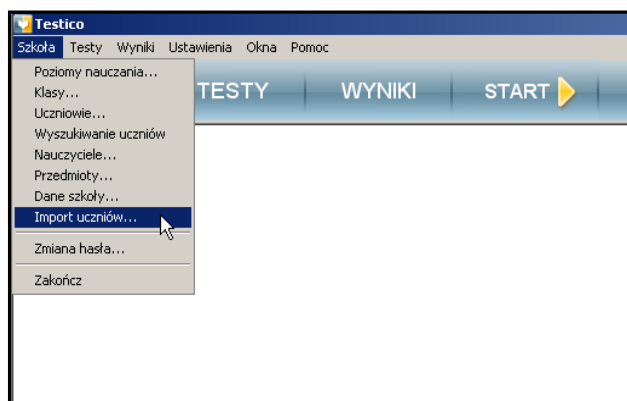 Testico
Szkoła Testy Wyniki Ustawienia Okna Pomoc
TESTY WYNIKI START
Poziomy nauczania...
Klasy...
Uczniowie...
Wyszukiwanie uczniów
Nauczyciele...
Przedmioty...
Dane szkoły...
Import uczniów...
Zmiana hasła...
Zakończ